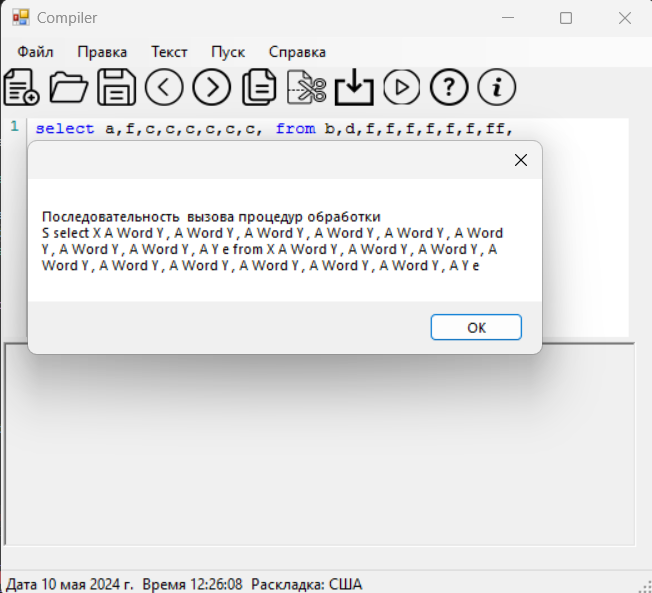 Compiler
Файл Правка Текст Пуск Справка
1 select a,f,c,c,c,c,c,c, from b,d,f,f,f,f,f,f,ff,
Последовательность вызова процедур обработки
S select X A Word Y , A Word Y , A Word Y , A Word Y , A Word Y , A Word
Y , A Word Y , A Word Y , A Y e from X A Word Y , A Word Y , A Word Y , A
Word Y , A Word Y , A Word Y , A Word Y , A Word Y , A Word Y , A Y e
OK
Дата 10 мая 2024 г. Время 12:26:08 Раскладка: США